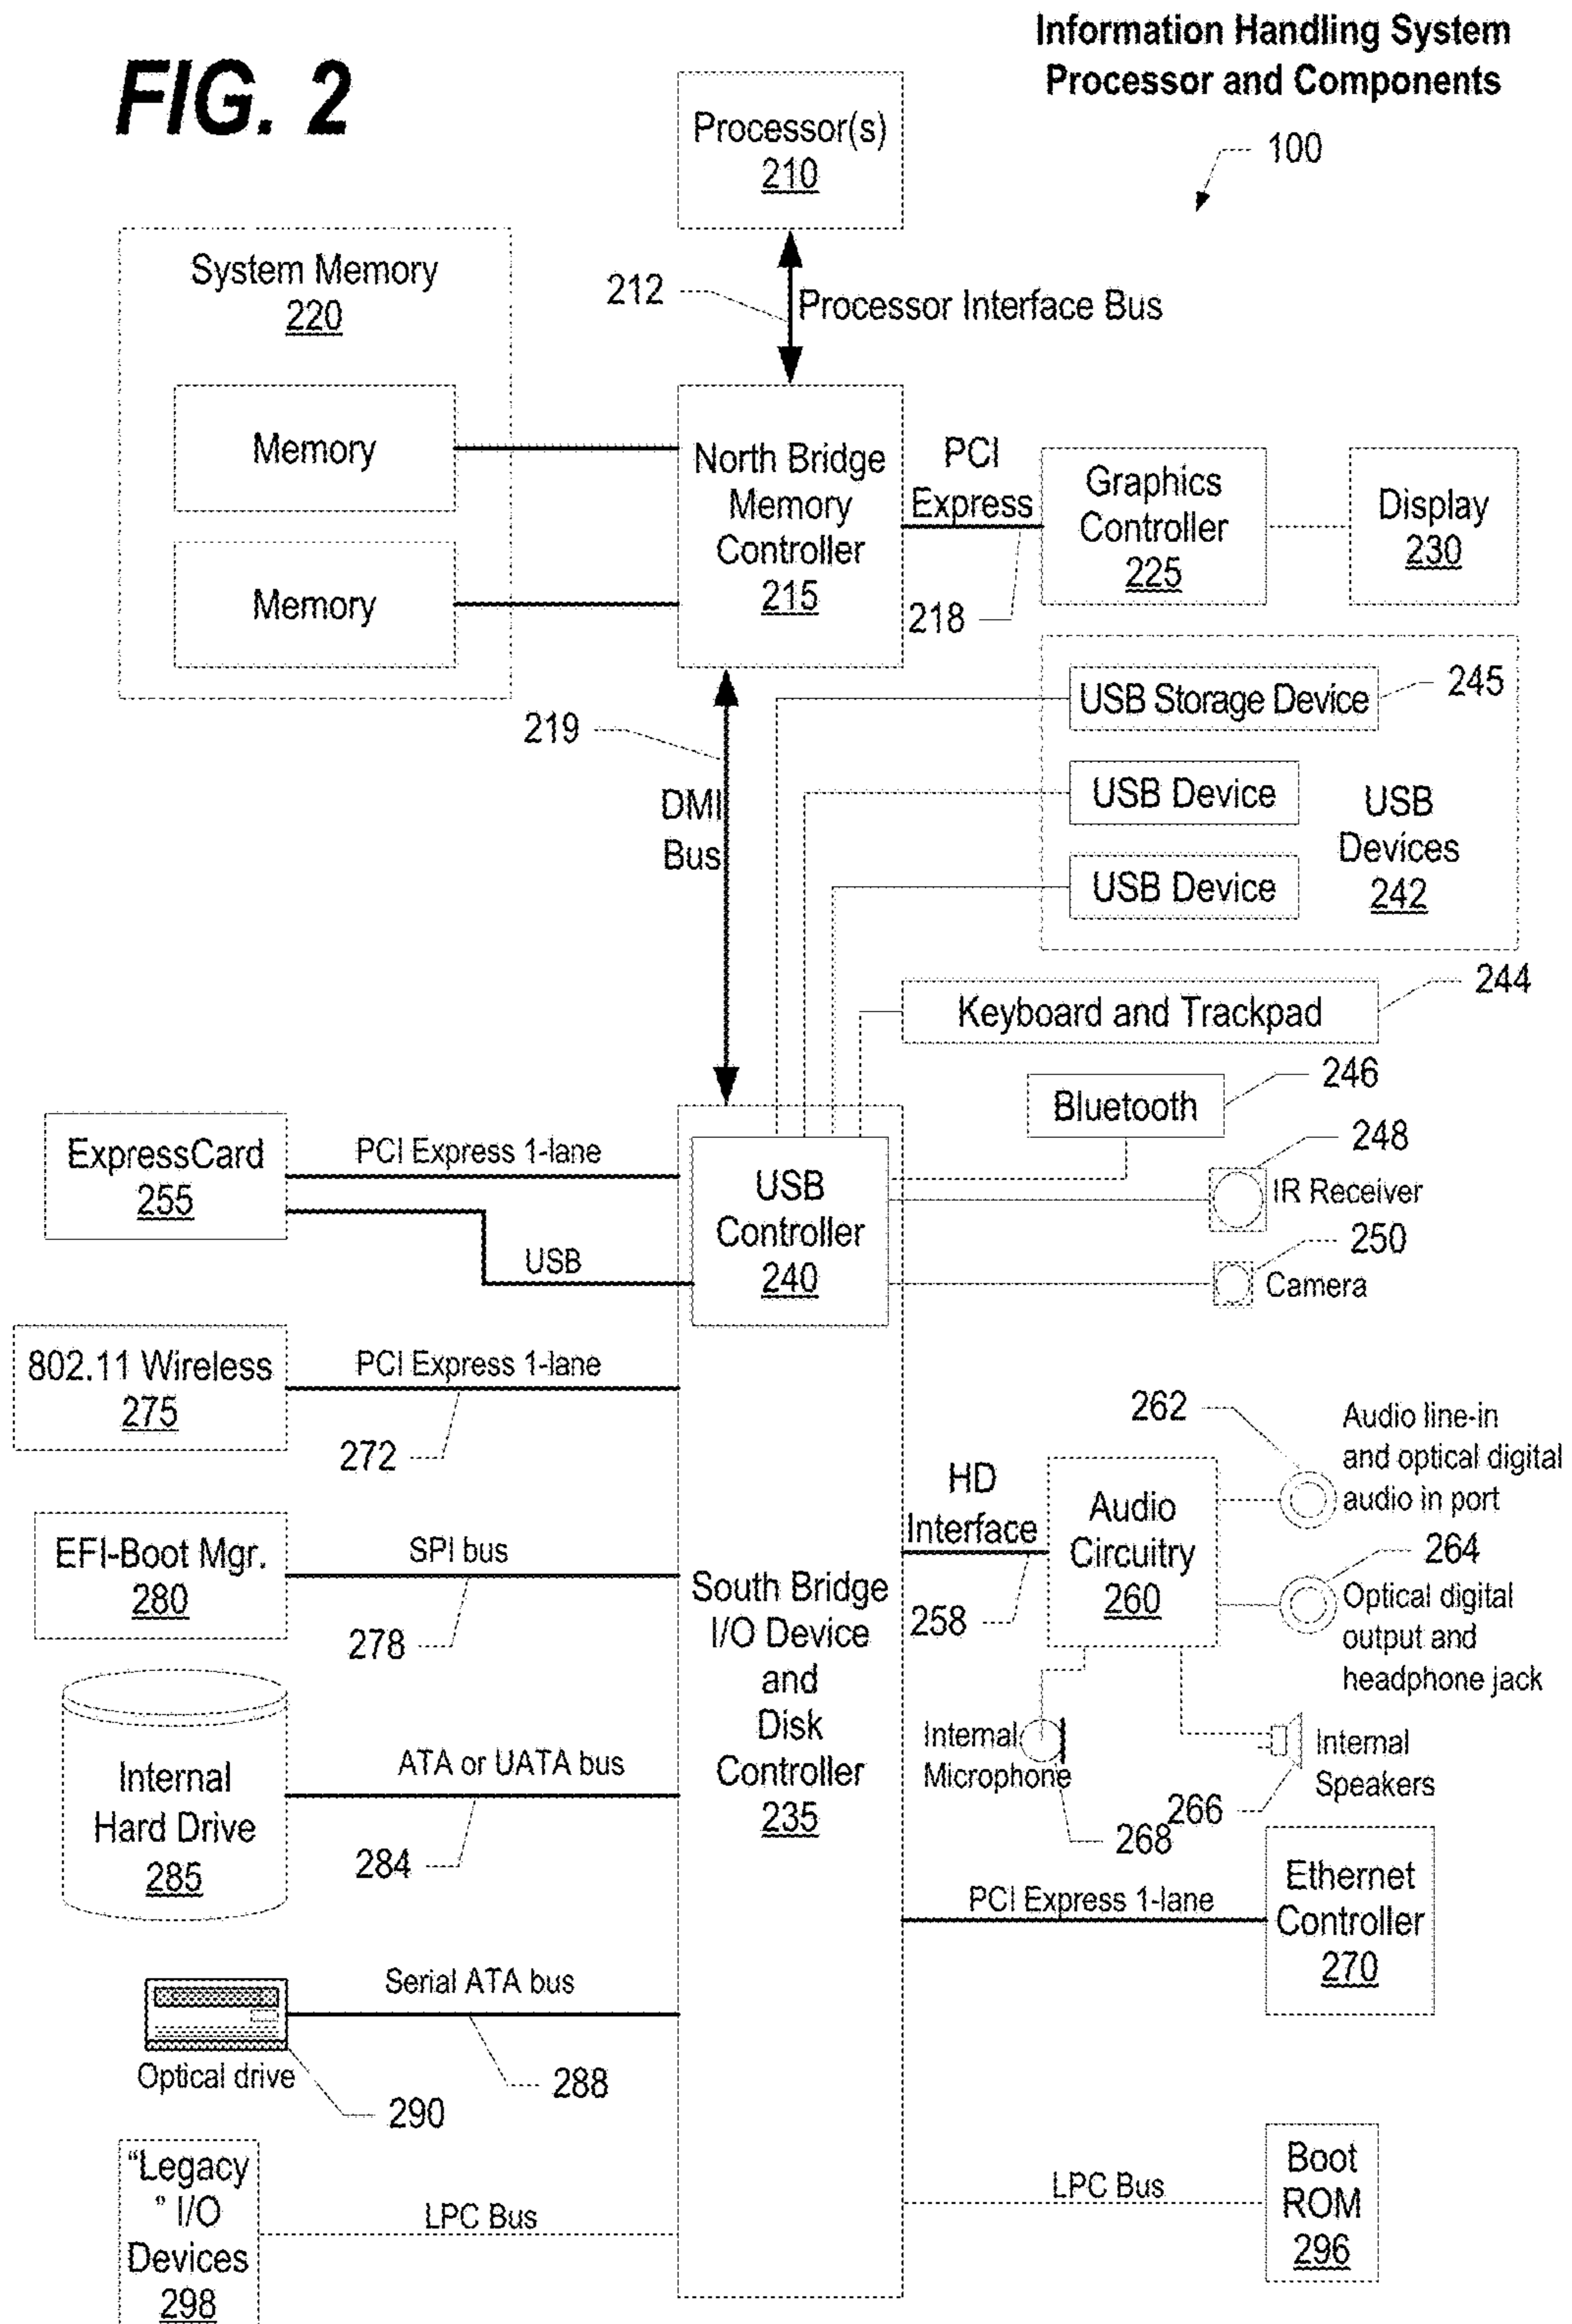 FIG. 2
Information Handling System
Processor and Components
100
Processor(s)
210
System Memory
220
212
Processor Interface Bus
Memory
Memory
North Bridge
Memory
Controller
215
PCI
Express
218
Graphics
Controller
225
Display
230
219
DMI
Bus
USB Storage Device
245
USB Device
USB Device
USB
Devices
242
Keyboard and Trackpad
244
Bluetooth
246
248
IR Receiver
250
Camera
ExpressCard
255
PCI Express 1-lane
USB
USB
Controller
240
802.11 Wireless
275
PCI Express 1-lane
272
EFI-Boot Mgr.
280
SPI bus
278
South Bridge
I/O Device
and
Disk
Controller
235
HD
Interface
258
Audio
Circuitry
260
262
Audio line-in
and optical digital
audio in port
264
Optical digital
output and
headphone jack
Internal
Microphone
268
266
Internal
Speakers
Internal
Hard Drive
285
ATA or UATA bus
284
PCI Express 1-lane
Ethernet
Controller
270
Serial ATA bus
288
Optical drive
290
"Legacy
" I/O
Devices
298
LPC Bus
LPC Bus
Boot
ROM
296